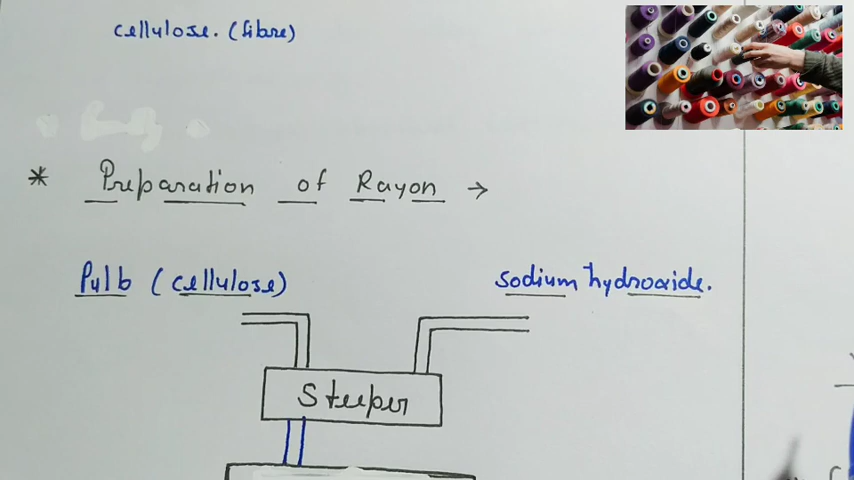 cellulose. (fibre)
* Preparation of Rayon →
Pulb (cellulose)
sodium hydroxide.
Steeper